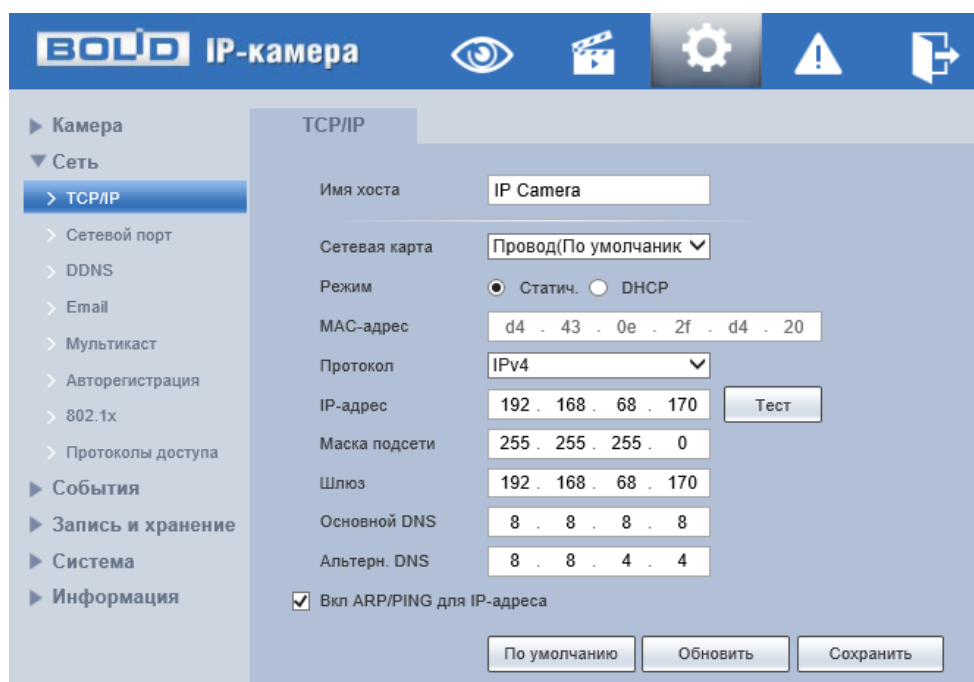 BOLID IP-камера
Камера
Сеть
TCP/IP
Сетевой порт
DDNS
Email
Мультикаст
Авторегистрация
802.1x
Протоколы доступа
События
Запись и хранение
Система
Информация
TCP/IP
Имя хоста IP Camera
Сетевая карта Провод(По умолчаник
Режим Статич. DHCP
МАС-адрес d4 . 43 . 0e . 2f . d4 . 20
Протокол IPv4
IP-адрес 192 . 168 . 68 . 170 Тест
Маска подсети 255 . 255 . 255 . 0
Шлюз 192 . 168 . 68 . 170
Основной DNS 8 . 8 . 8 . 8
Альтерн. DNS 8 . 8 . 4 . 4
Вкл ARP/PING для IP-адреса
По умолчанию Обновить Сохранить